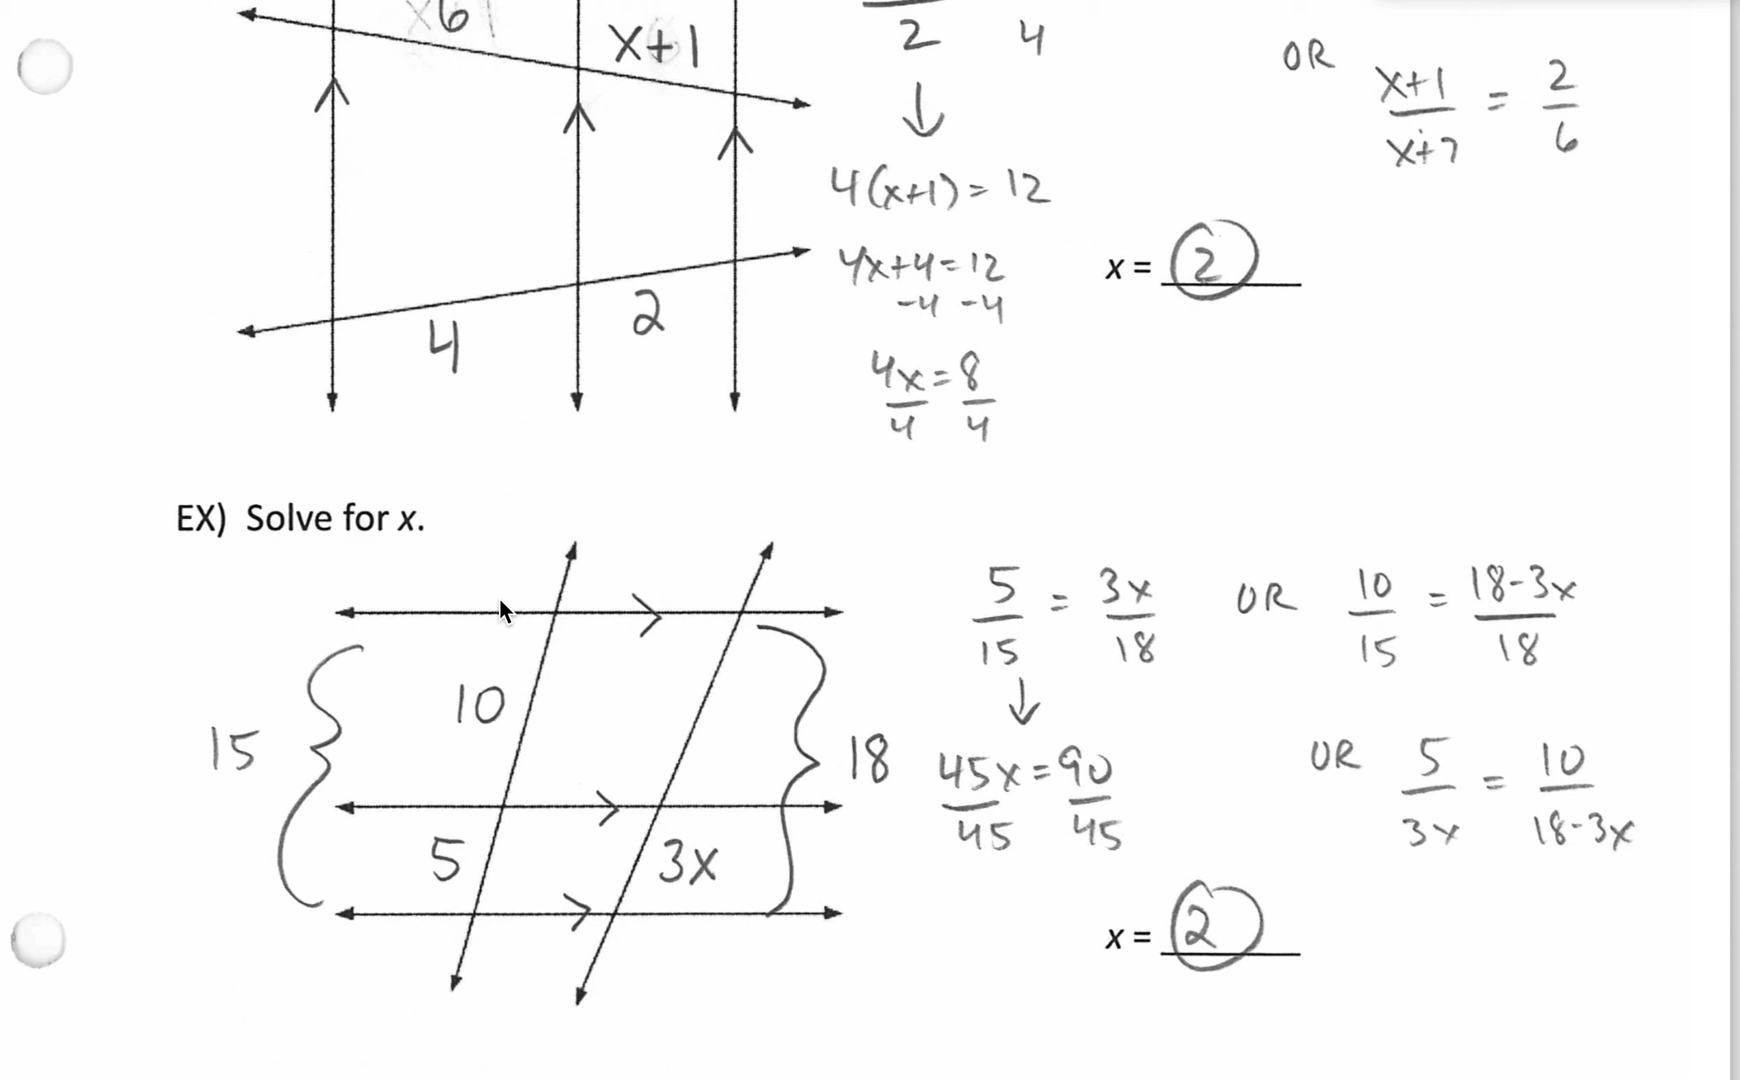 6
x+1
2 4
OR x+1/x+7 = 2/6
4(x+1) = 12
4x+4=12
-4 -4
x = 2
4x=8
4 4
4
2
EX) Solve for x.
5/15 = 3x/18 OR 10/15 = 18-3x/18
10
15
18
45x=90
45 45
OR 5/3x = 10/18-3x
5
3x
x = 2